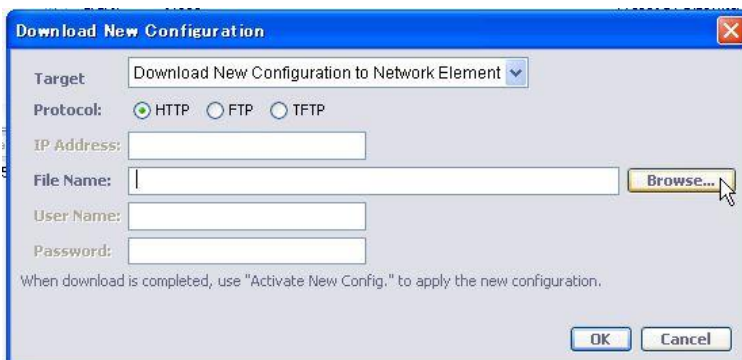 Download New Configuration
Target
Download New Configuration to Network Element
Protocol:
HTTP FTP TFTP
IP Address:
File Name:
Browse...
User Name:
Password:
When download is completed, use "Activate New Config." to apply the new configuration.
OK
Cancel